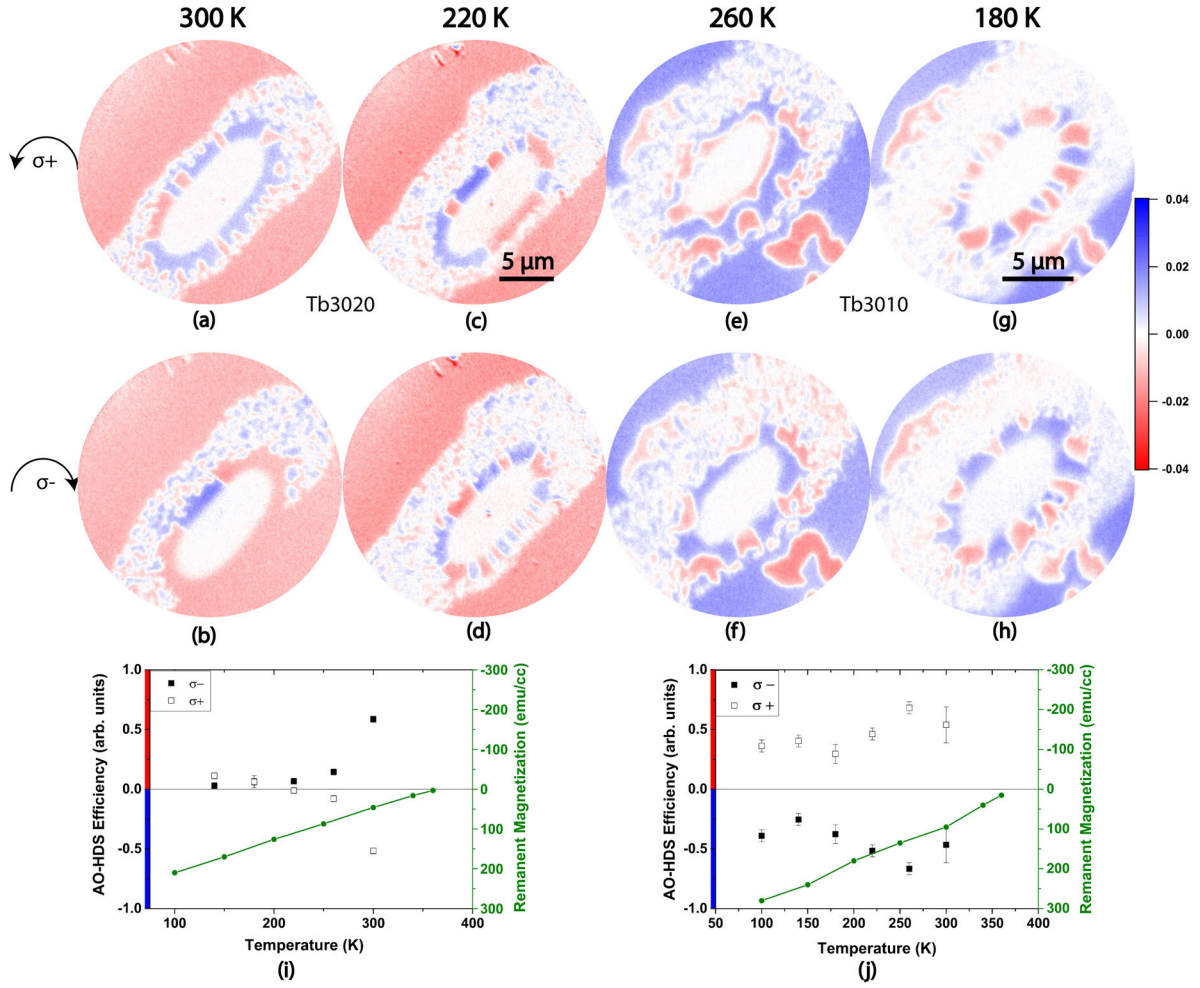 300 K
220 K
260 K
180 K
σ+
5 µm
5 µm
0.04
0.02
0.00
-0.02
-0.04
Tb3020
Tb3010
(a)
(c)
(e)
(g)
σ-
(b)
(d)
(f)
(h)
AO-HDS Efficiency (arb. units)
1.0
0.5
0.0
-0.5
-1.0
σ−
σ+
-300
-200
-100
0
100
200
300
Remanent Magnetization (emu/cc)
100
150
200
250
300
350
400
Temperature (K)
(i)
AO-HDS Efficiency (arb. units)
1.0
0.5
0.0
-0.5
-1.0
σ −
σ +
-300
-200
-100
0
100
200
300
Remanent Magnetization (emu/cc)
50
100
150
200
250
300
350
400
Temperature (K)
(j)